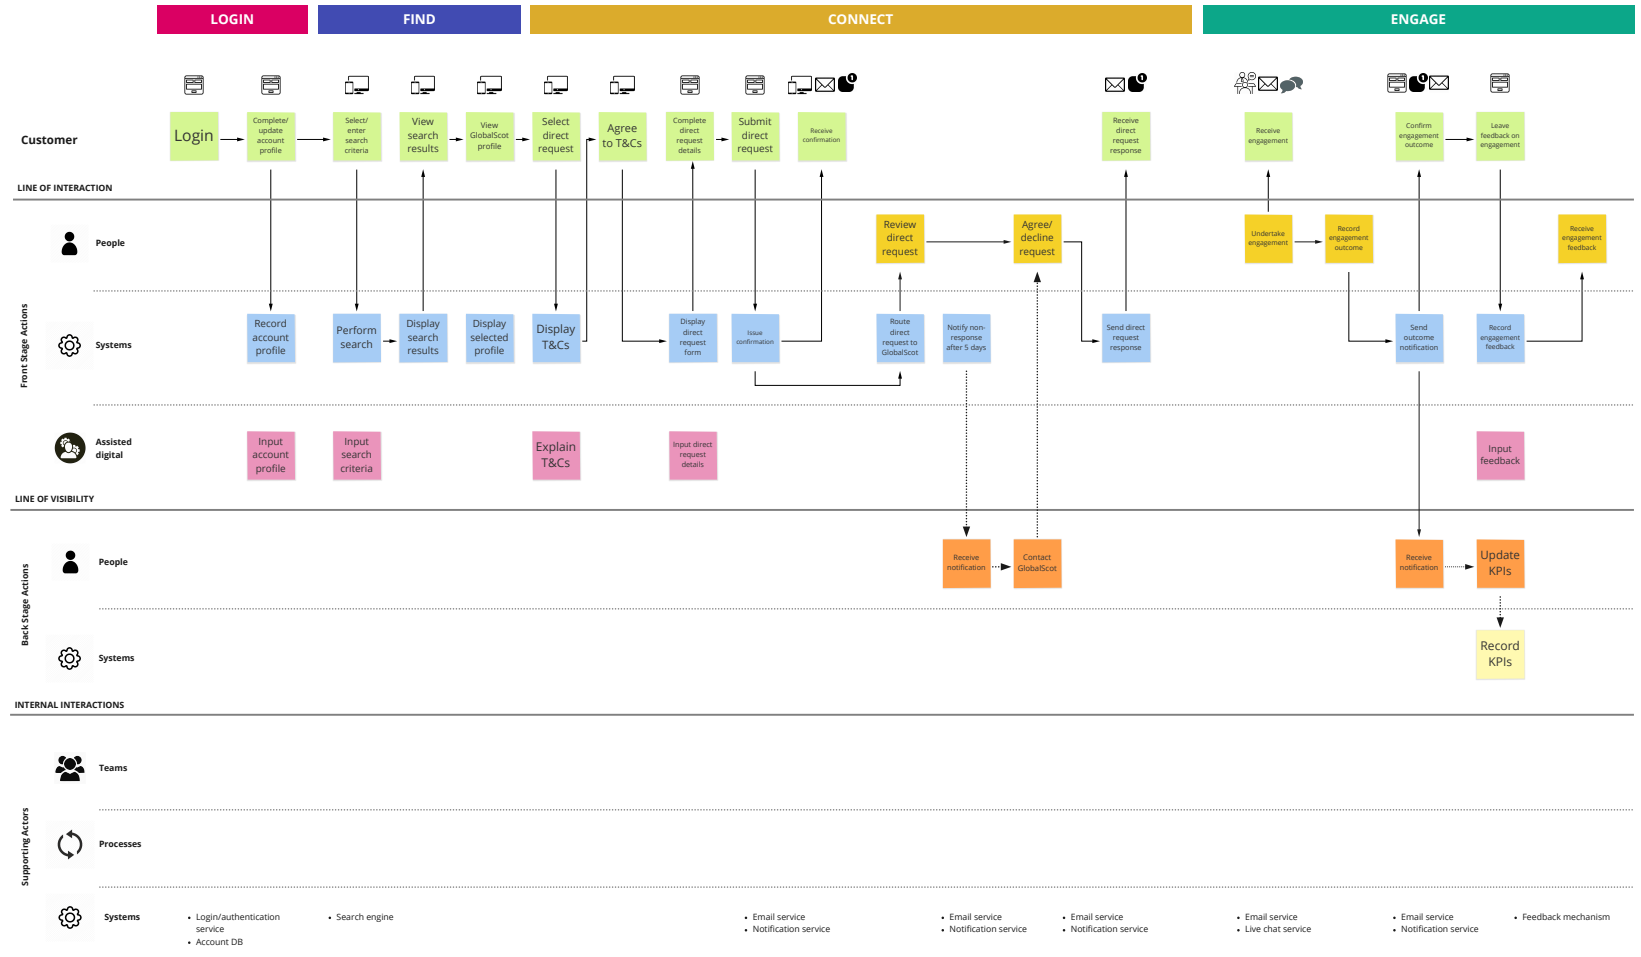 LOGIN
FIND
CONNECT
ENGAGE
1
1
1
Customer
Login
Complete/
update
account
profile
Select/
enter
search
criteria
View
search
results
View
GlobalScot
profile
Select
direct
request
Agree
to T&Cs
Complete
direct
request
details
Submit
direct
request
Receive
confirmation
Receive
direct
request
response
Receive
engagement
Confirm
engagement
outcome
Leave
feedback on
engagement
LINE OF INTERACTION
Front Stage Actions
People
Review
direct
request
Agree/
decline
request
Undertake
engagement
Record
engagement
outcome
Receive
engagement
feedback
Systems
Record
account
profile
Perform
search
Display
search
results
Display
selected
profile
Display
T&Cs
Display
direct
request
form
Issue
confirmation
Route
direct
request to
GlobalScot
Notify non-
response
after 5 days
Send direct
request
response
Send
outcome
notification
Record
engagement
feedback
Assisted
digital
Input
account
profile
Input
search
criteria
Explain
T&Cs
Input direct
request
details
Input
feedback
LINE OF VISIBILITY
Back Stage Actions
People
Receive
notification
Contact
GlobalScot
Receive
notification
Update
KPIs
Systems
Record
KPIs
INTERNAL INTERACTIONS
Supporting Actors
Teams
Processes
Systems
• Login/authentication
service
• Account DB
• Search engine
• Email service
• Notification service
• Email service
• Notification service
• Email service
• Notification service
• Email service
• Live chat service
• Email service
• Notification service
• Feedback mechanism